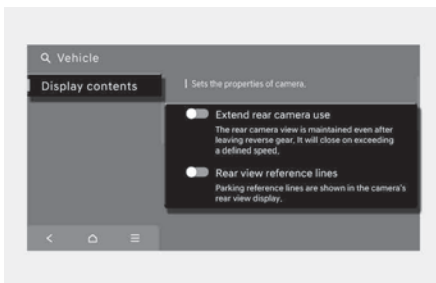 Vehicle
Display contents
Sets the properties of camera.
Extend rear camera use
The rear camera view is maintained even after
leaving reverse gear. It will close on exceeding
a defined speed.
Rear view reference lines
Parking reference lines are shown in the camera's
rear view display.